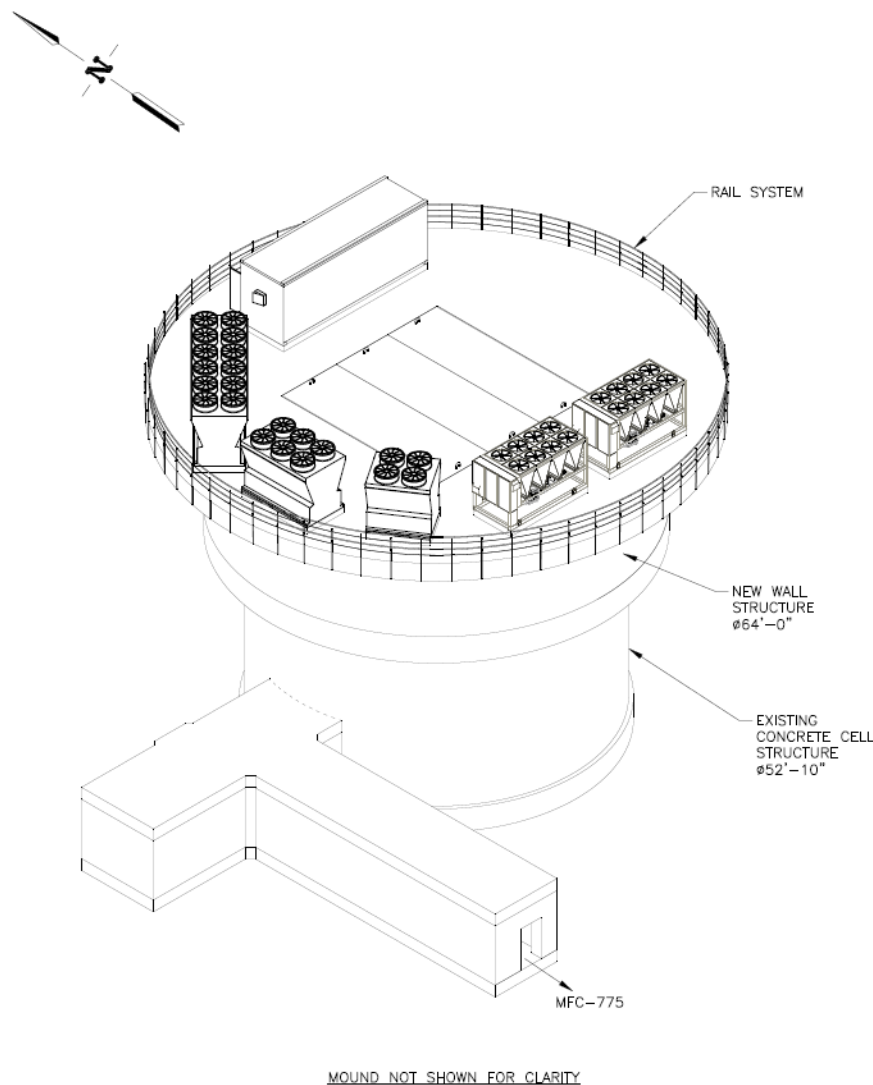 N
RAIL SYSTEM
NEW WALL
STRUCTURE
ø64'-0"
EXISTING
CONCRETE CELL
STRUCTURE
ø52'-10"
MFC-775
MOUND NOT SHOWN FOR CLARITY